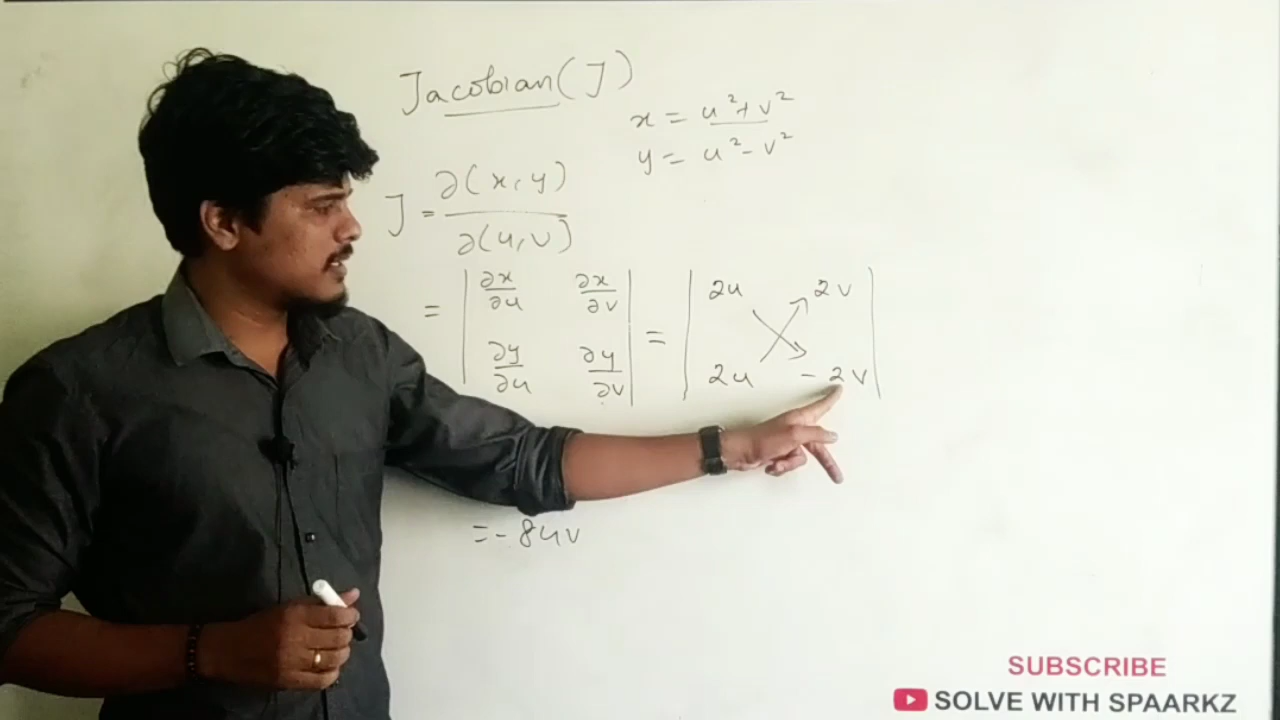 Jacobian (J)
x = u²+v²
y = u²-v²
J = ∂(x,y)/∂(u,v)
= | ∂x/∂u ∂x/∂v | = | 2u 2v |
| ∂y/∂u ∂y/∂v | | 2u -2v |
= -8uv
SUBSCRIBE
SOLVE WITH SPAARKZ